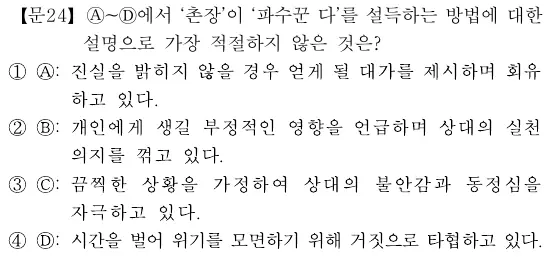 【문24】 Ⓐ~Ⓓ에서 ‘촌장’이 ‘파수꾼 다’를 설득하는 방법에 대한
설명으로 가장 적절하지 않은 것은?
① Ⓐ: 진실을 밝히지 않을 경우 얻게 될 대가를 제시하며 회유
하고 있다.
② Ⓑ: 개인에게 생길 부정적인 영향을 언급하며 상대의 실천
의지를 꺾고 있다.
③ Ⓒ: 끔찍한 상황을 가정하여 상대의 불안감과 동정심을
자극하고 있다.
④ Ⓓ: 시간을 벌어 위기를 모면하기 위해 거짓으로 타협하고 있다.